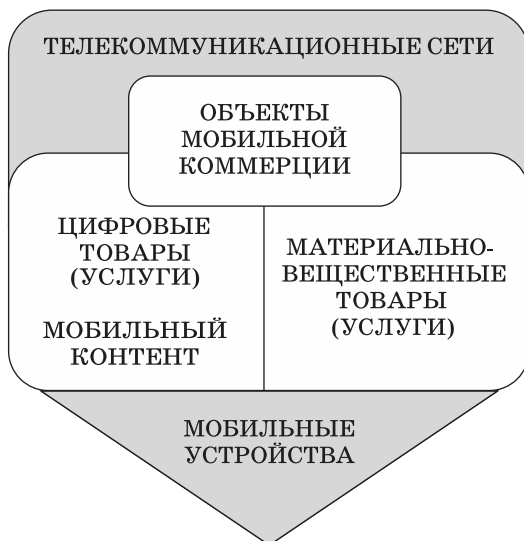 ТЕЛЕКОММУНИКАЦИОННЫЕ СЕТИ
ОБЪЕКТЫ
МОБИЛЬНОЙ
КОММЕРЦИИ
ЦИФРОВЫЕ
ТОВАРЫ
(УСЛУГИ)
МОБИЛЬНЫЙ
КОНТЕНТ
МАТЕРИАЛЬНО-
ВЕЩЕСТВЕННЫЕ
ТОВАРЫ
(УСЛУГИ)
МОБИЛЬНЫЕ
УСТРОЙСТВА